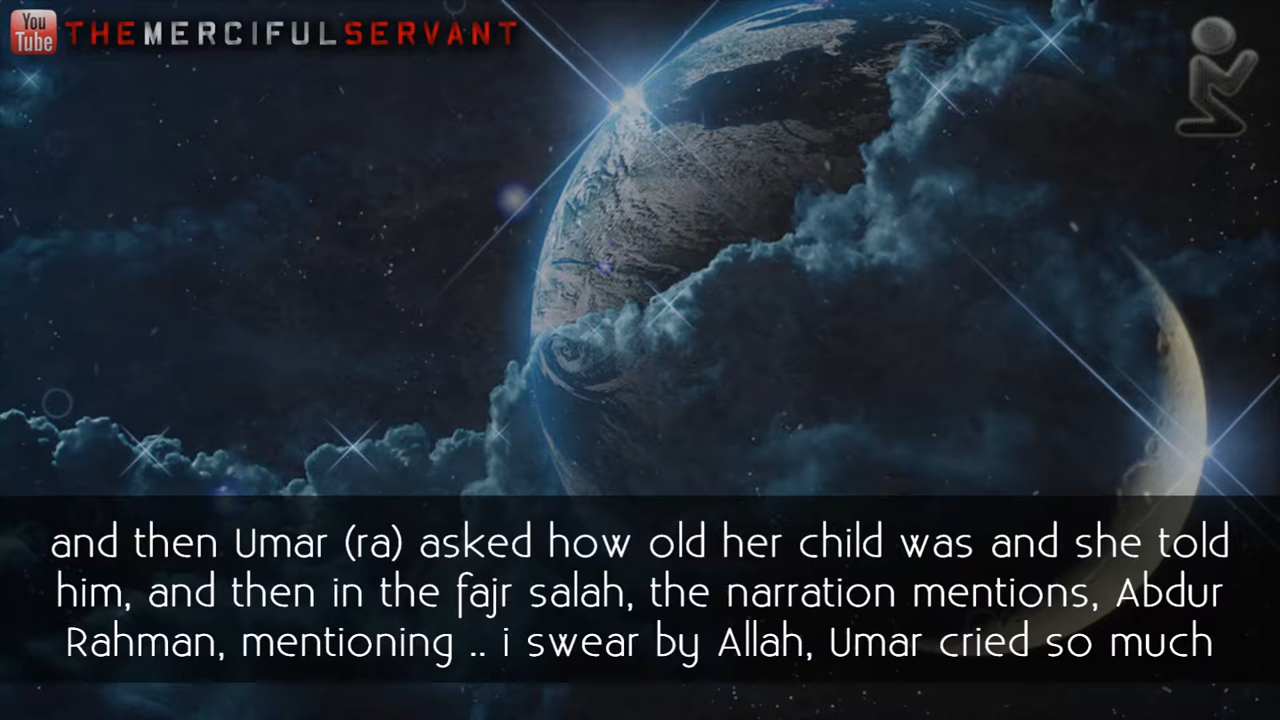 You
Tube
THEMERCIFULSERVANT
and then Umar (ra) asked how old her child was and she told
him, and then in the fajr salah, the narration mentions, Abdur
Rahman, mentioning .. i swear by Allah, Umar cried so much